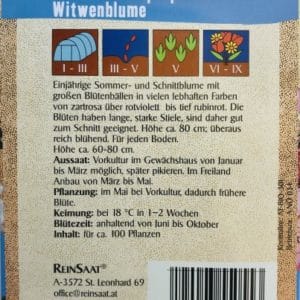 Witwenblume
I - III
III - V
V
VI - IX
Einjährige Sommer- und Schnittblume mit
großen Blütenbällen in vielen lebhaften Farben
von zartrosa über rotviolett bis tief rubinrot. Die
Blüten haben lange, starke Stiele, sind daher gut
zum Schnitt geeignet. Höhe ca. 80 cm; überaus
reich blühend. Für jeden Boden.
Höhe ca. 60-80 cm.
Aussaat: Vorkultur im Gewächshaus von Januar
bis März möglich, später pikieren. Im Freiland
Anbau von März bis Mai.
Pflanzung: im Mai bei Vorkultur, dadurch frühere
Blüte.
Keimung: bei 18 °C in 1-2 Wochen
Blütezeit: anhaltend von Juni bis Oktober
Inhalt: für ca. 100 Pflanzen
REINSAAT®
A-3572 St. Leonhard 69
office@reinsaat.at